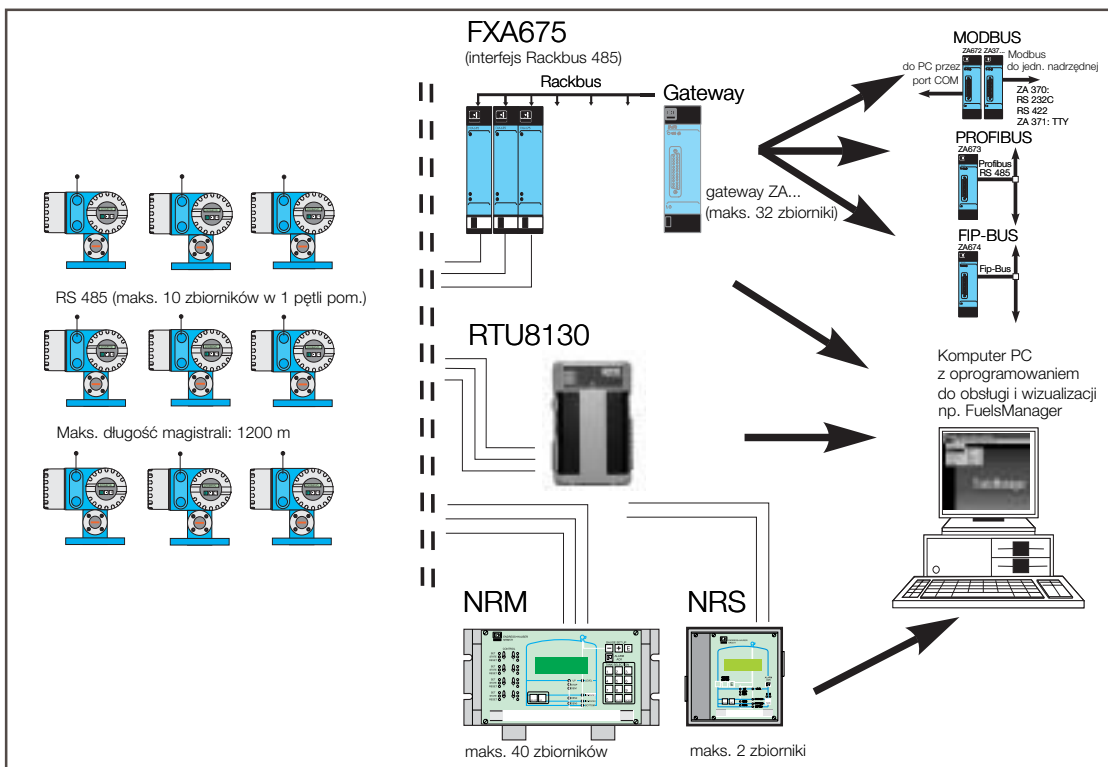 FXA675
(interfejs Rackbus 485)
Rackbus
Gateway
gateway ZA...
(maks. 32 zbiorniki)
MODBUS
ZA672 ZA37...
do PC przez
port COM
Modbus
do jedn. nadrzędnej
ZA 370:
RS 232C
RS 422
ZA 371: TTY
PROFIBUS
ZA673
Profibus
RS 485
FIP-BUS
ZA674
Fip-Bus
RS 485 (maks. 10 zbiorników w 1 pętli pom.)
Maks. długość magistrali: 1200 m
RTU8130
Komputer PC
z oprogramowaniem
do obsługi i wizualizacji
np. FuelsManager
NRM
maks. 40 zbiorników
NRS
maks. 2 zbiorniki